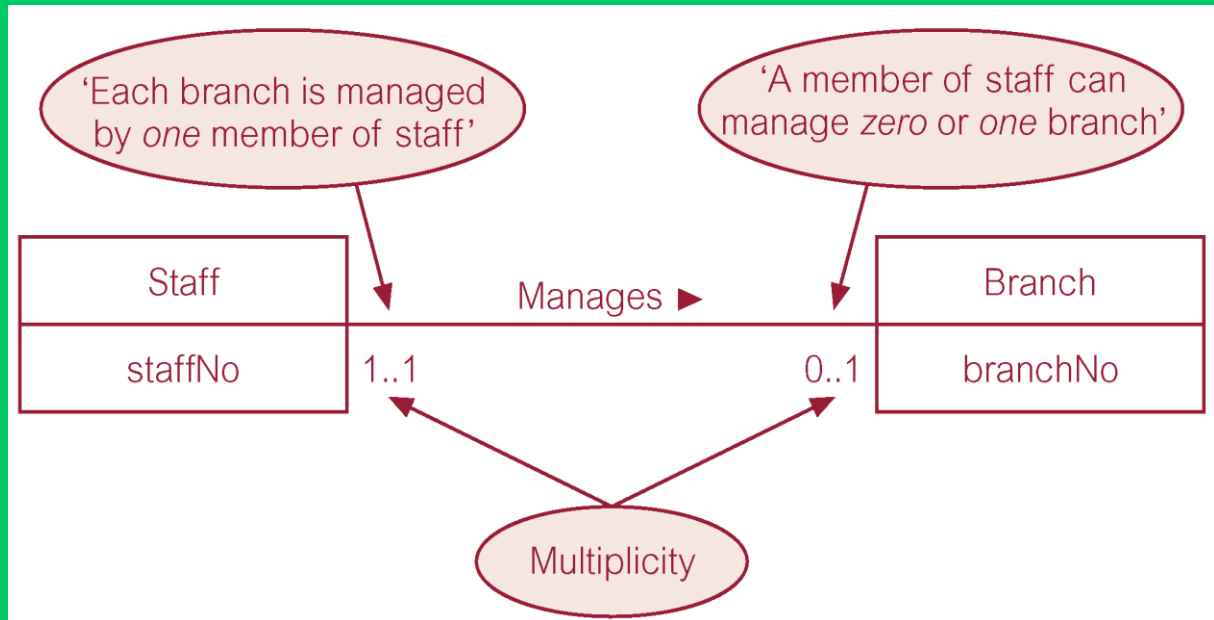 ‘Each branch is managed
by one member of staff’
‘A member of staff can
manage zero or one branch’
Staff
Manages ►
Branch
staffNo
1..1
0..1
branchNo
Multiplicity